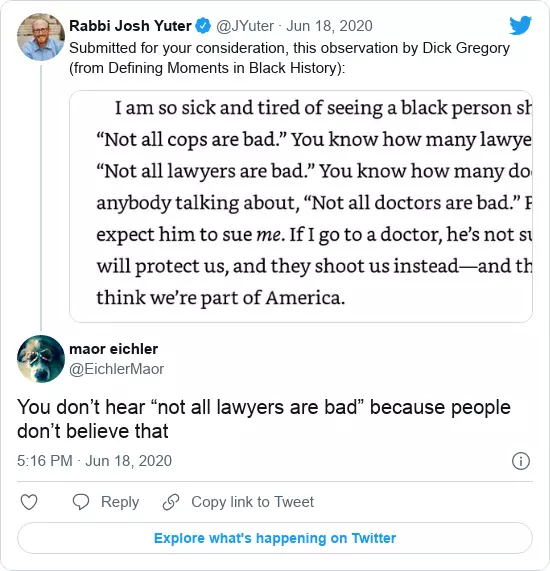 Rabbi Josh Yuter @JYuter · Jun 18, 2020
Submitted for your consideration, this observation by Dick Gregory
(from Defining Moments in Black History):
I am so sick and tired of seeing a black person sh
“Not all cops are bad.” You know how many lawye
“Not all lawyers are bad.” You know how many do
anybody talking about, “Not all doctors are bad.”
expect him to sue me. If I go to a doctor, he’s not su
will protect us, and they shoot us instead—and th
think we’re part of America.
maor eichler
@EichlerMaor
You don’t hear “not all lawyers are bad” because people
don’t believe that
5:16 PM · Jun 18, 2020
Reply
Copy link to Tweet
Explore what's happening on Twitter